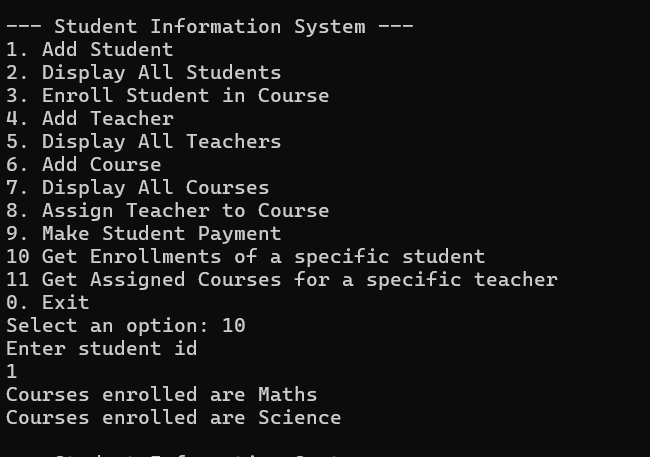 --- Student Information System ---
1. Add Student
2. Display All Students
3. Enroll Student in Course
4. Add Teacher
5. Display All Teachers
6. Add Course
7. Display All Courses
8. Assign Teacher to Course
9. Make Student Payment
10 Get Enrollments of a specific student
11 Get Assigned Courses for a specific teacher
0. Exit
Select an option: 10
Enter student id
1
Courses enrolled are Maths
Courses enrolled are Science